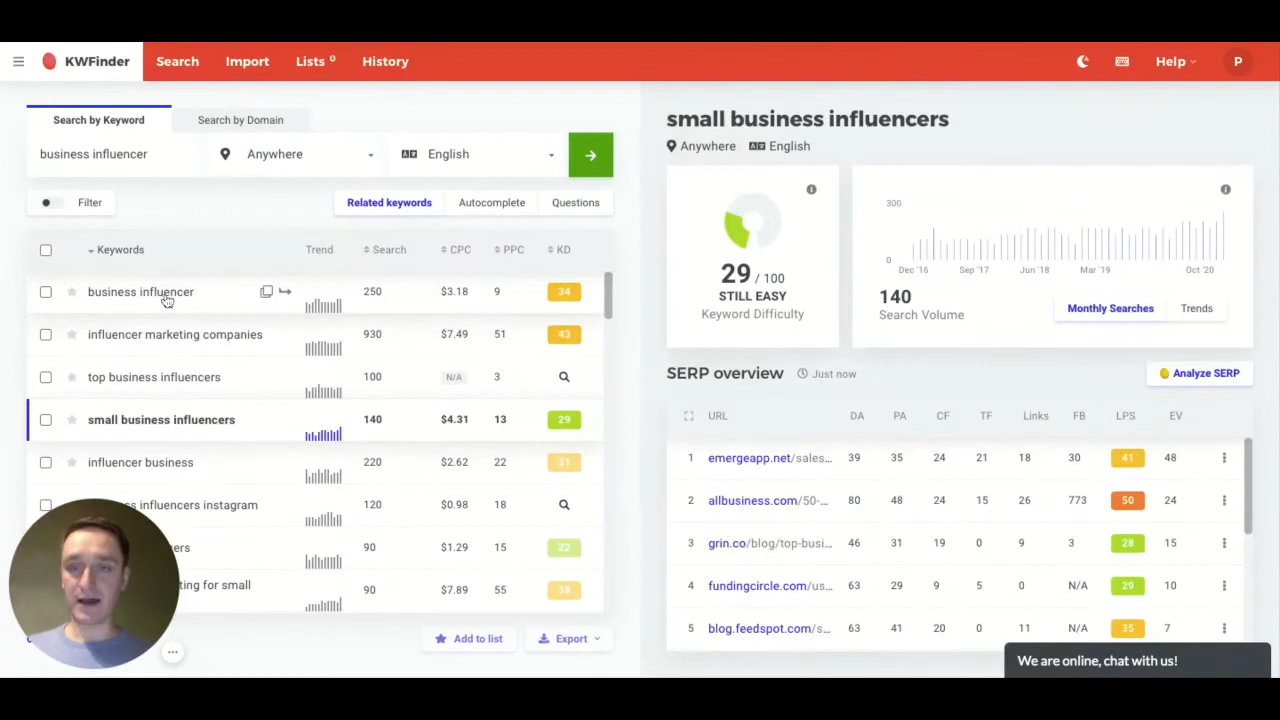 KWFinder
Search
Import
Lists 0
History
Help
P
Search by Keyword
Search by Domain
business influencer
Anywhere
English
Filter
Related keywords
Autocomplete
Questions
Keywords
Trend
Search
CPC
PPC
KD
business influencer 250 $3.18 9 34
influencer marketing companies 930 $7.49 51 43
top business influencers 100 N/A 3
small business influencers 140 $4.31 13 29
influencer business 220 $2.62 22 31
influencers instagram 120 $0.98 18
90 $1.29 15 22
for small 90 $7.89 55 38
Add to list
Export
small business influencers
Anywhere
English
29 / 100
STILL EASY
Keyword Difficulty
300
0
Dec '16
Sep '17
Jun '18
Mar '19
Oct '20
140
Search Volume
Monthly Searches
Trends
SERP overview
Just now
Analyze SERP
URL DA PA CF TF Links FB LPS EV
1 emergeapp.net/sales... 39 35 24 21 18 30 41 48
2 allbusiness.com/50-... 80 48 24 15 26 773 50 24
3 grin.co/blog/top-busi... 46 31 19 0 9 3 28 15
4 fundingcircle.com/us... 63 29 9 5 0 N/A 29 10
5 blog.feedspot.com/s... 63 41 20 0 11 N/A 35 7
We are online, chat with us!